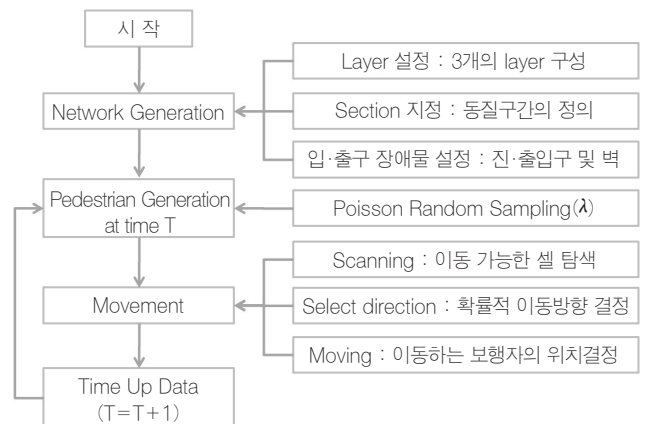 시 작
Layer 설정 : 3개의 layer 구성
Network Generation
Section 지정 : 동질구간의 정의
입·출구 장애물 설정 : 진·출입구 및 벽
Pedestrian Generation
at time T
Poisson Random Sampling(λ)
Scanning : 이동 가능한 셀 탐색
Movement
Select direction : 확률적 이동방향 결정
Moving : 이동하는 보행자의 위치결정
Time Up Data
(T=T+1)